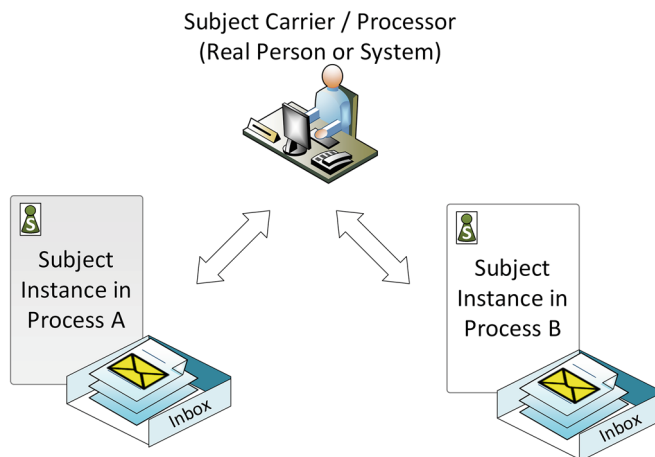 Subject Carrier / Processor
(Real Person or System)
S
Subject
Instance in
Process A
Inbox
S
Subject
Instance in
Process B
Inbox